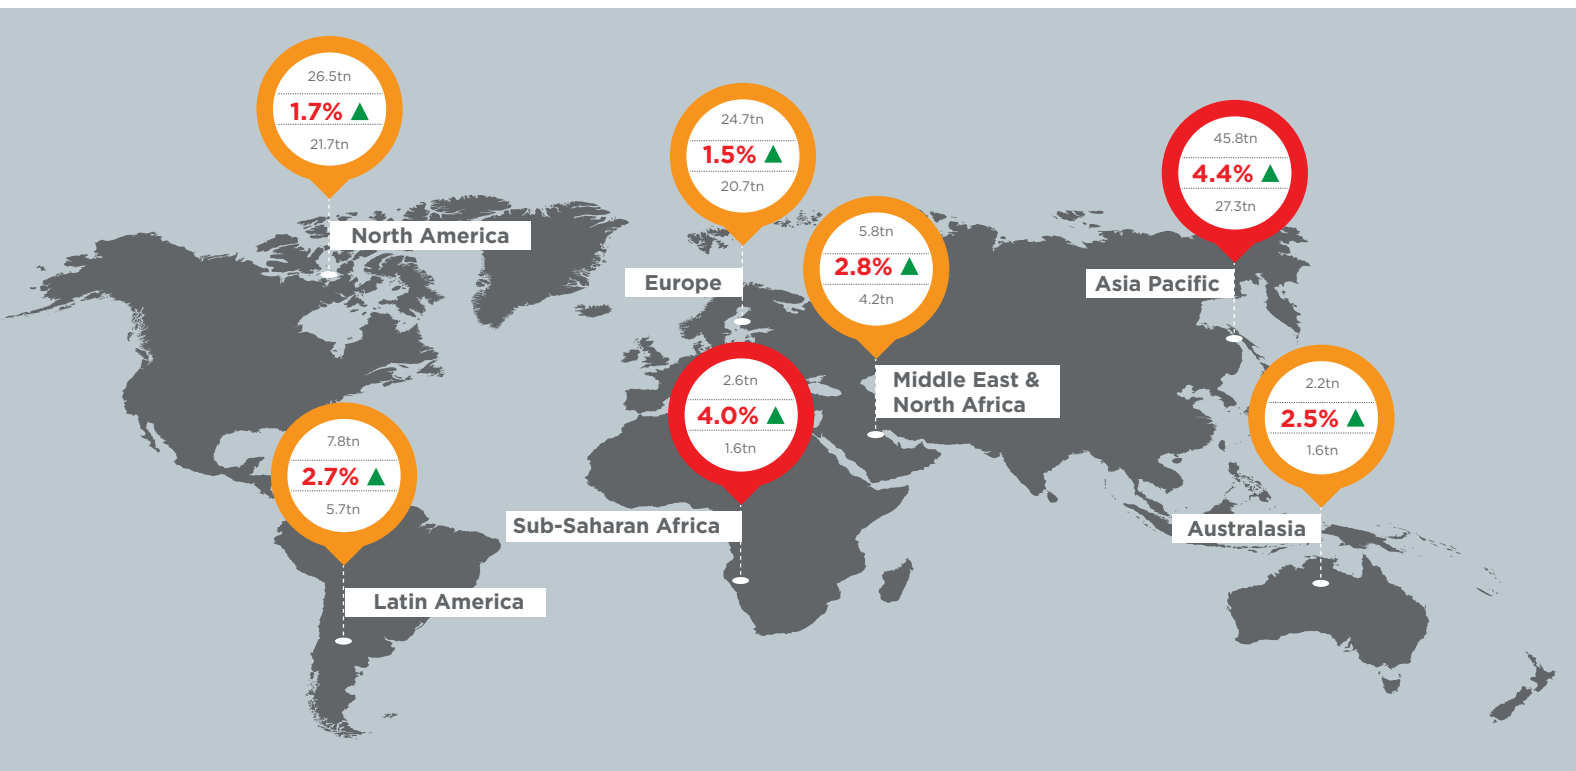 26.5tn
1.7%
21.7tn
North America
24.7tn
1.5%
20.7tn
Europe
45.8tn
4.4%
27.3tn
Asia Pacific
5.8tn
2.8%
4.2tn
Middle East &
North Africa
2.6tn
4.0%
1.6tn
Sub-Saharan Africa
2.2tn
2.5%
1.6tn
Australasia
7.8tn
2.7%
5.7tn
Latin America